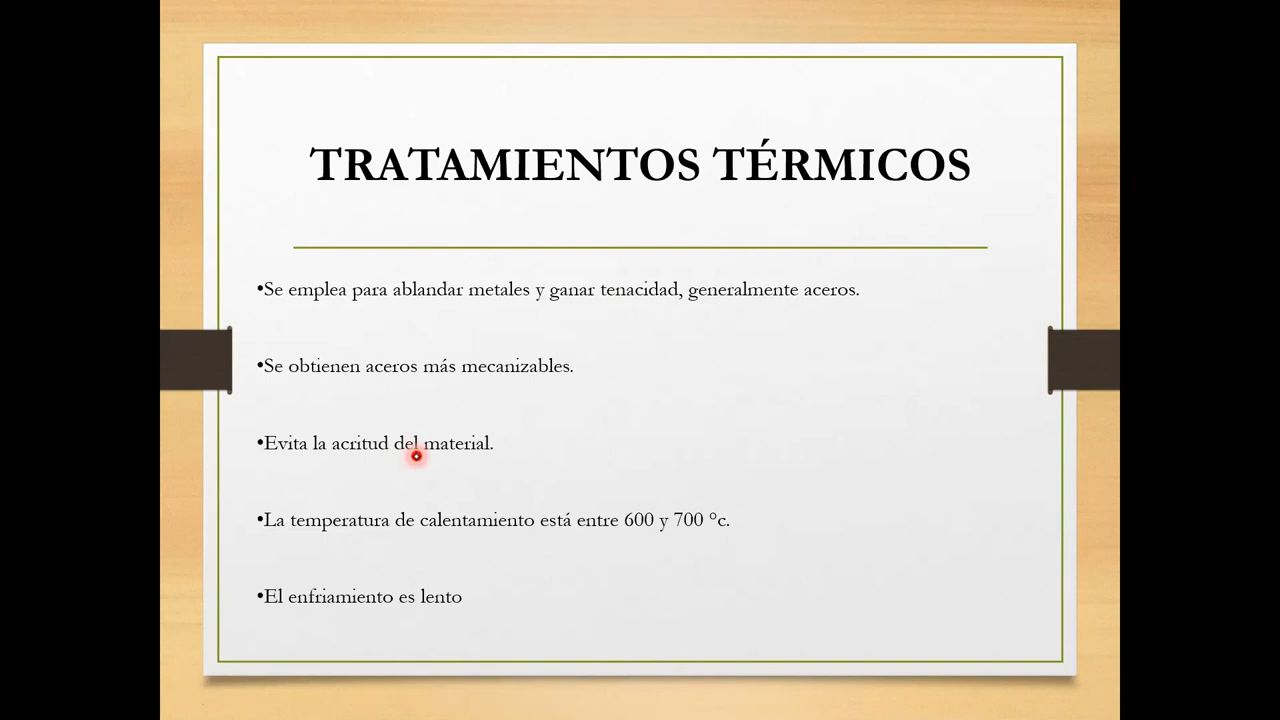 TRATAMIENTOS TÉRMICOS
•Se emplea para ablandar metales y ganar tenacidad, generalmente aceros.
•Se obtienen aceros más mecanizables.
•Evita la acritud del material.
•La temperatura de calentamiento está entre 600 y 700 °c.
•El enfriamiento es lento